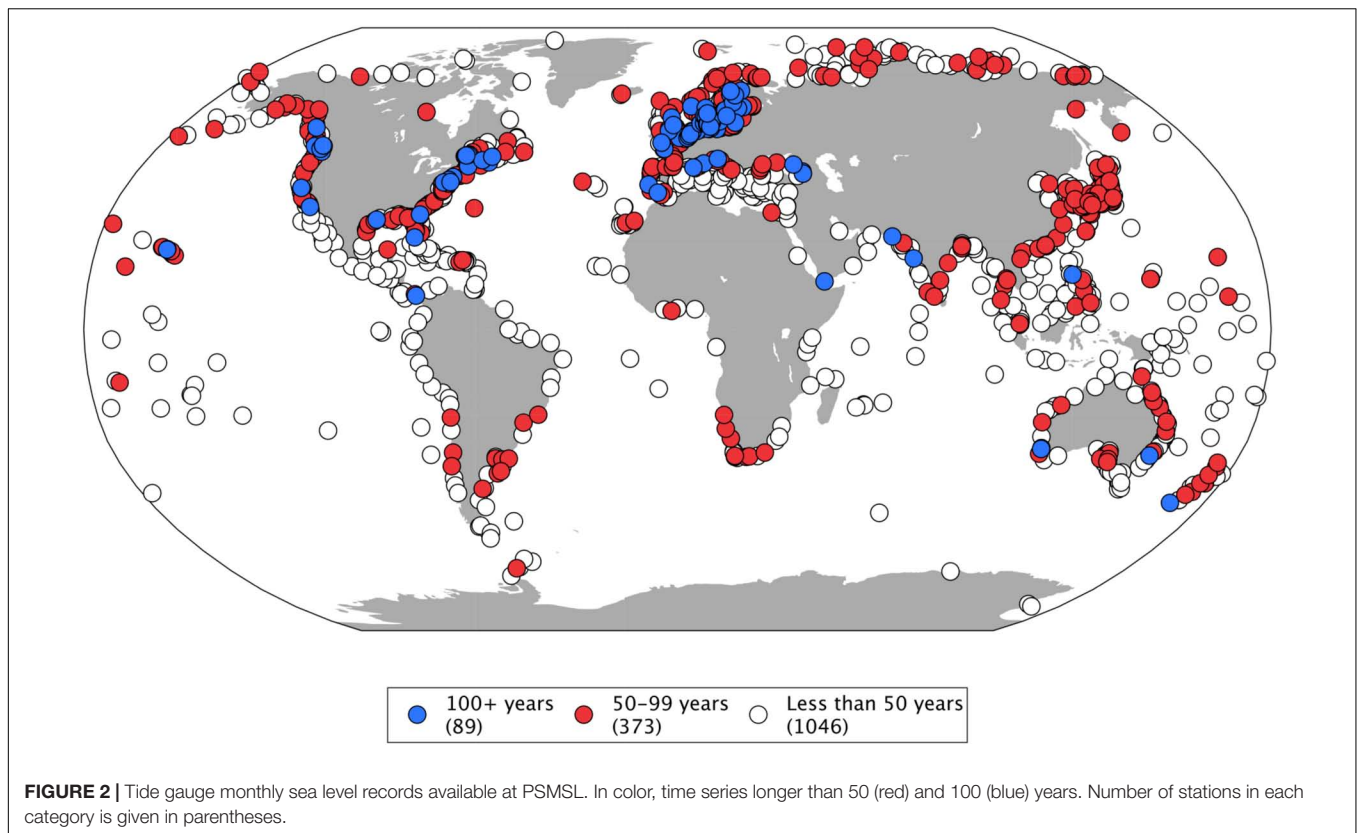 100+ years
(89)
50–99 years
(373)
Less than 50 years
(1046)
FIGURE 2 | Tide gauge monthly sea level records available at PSMSL. In color, time series longer than 50 (red) and 100 (blue) years. Number of stations in each
category is given in parentheses.